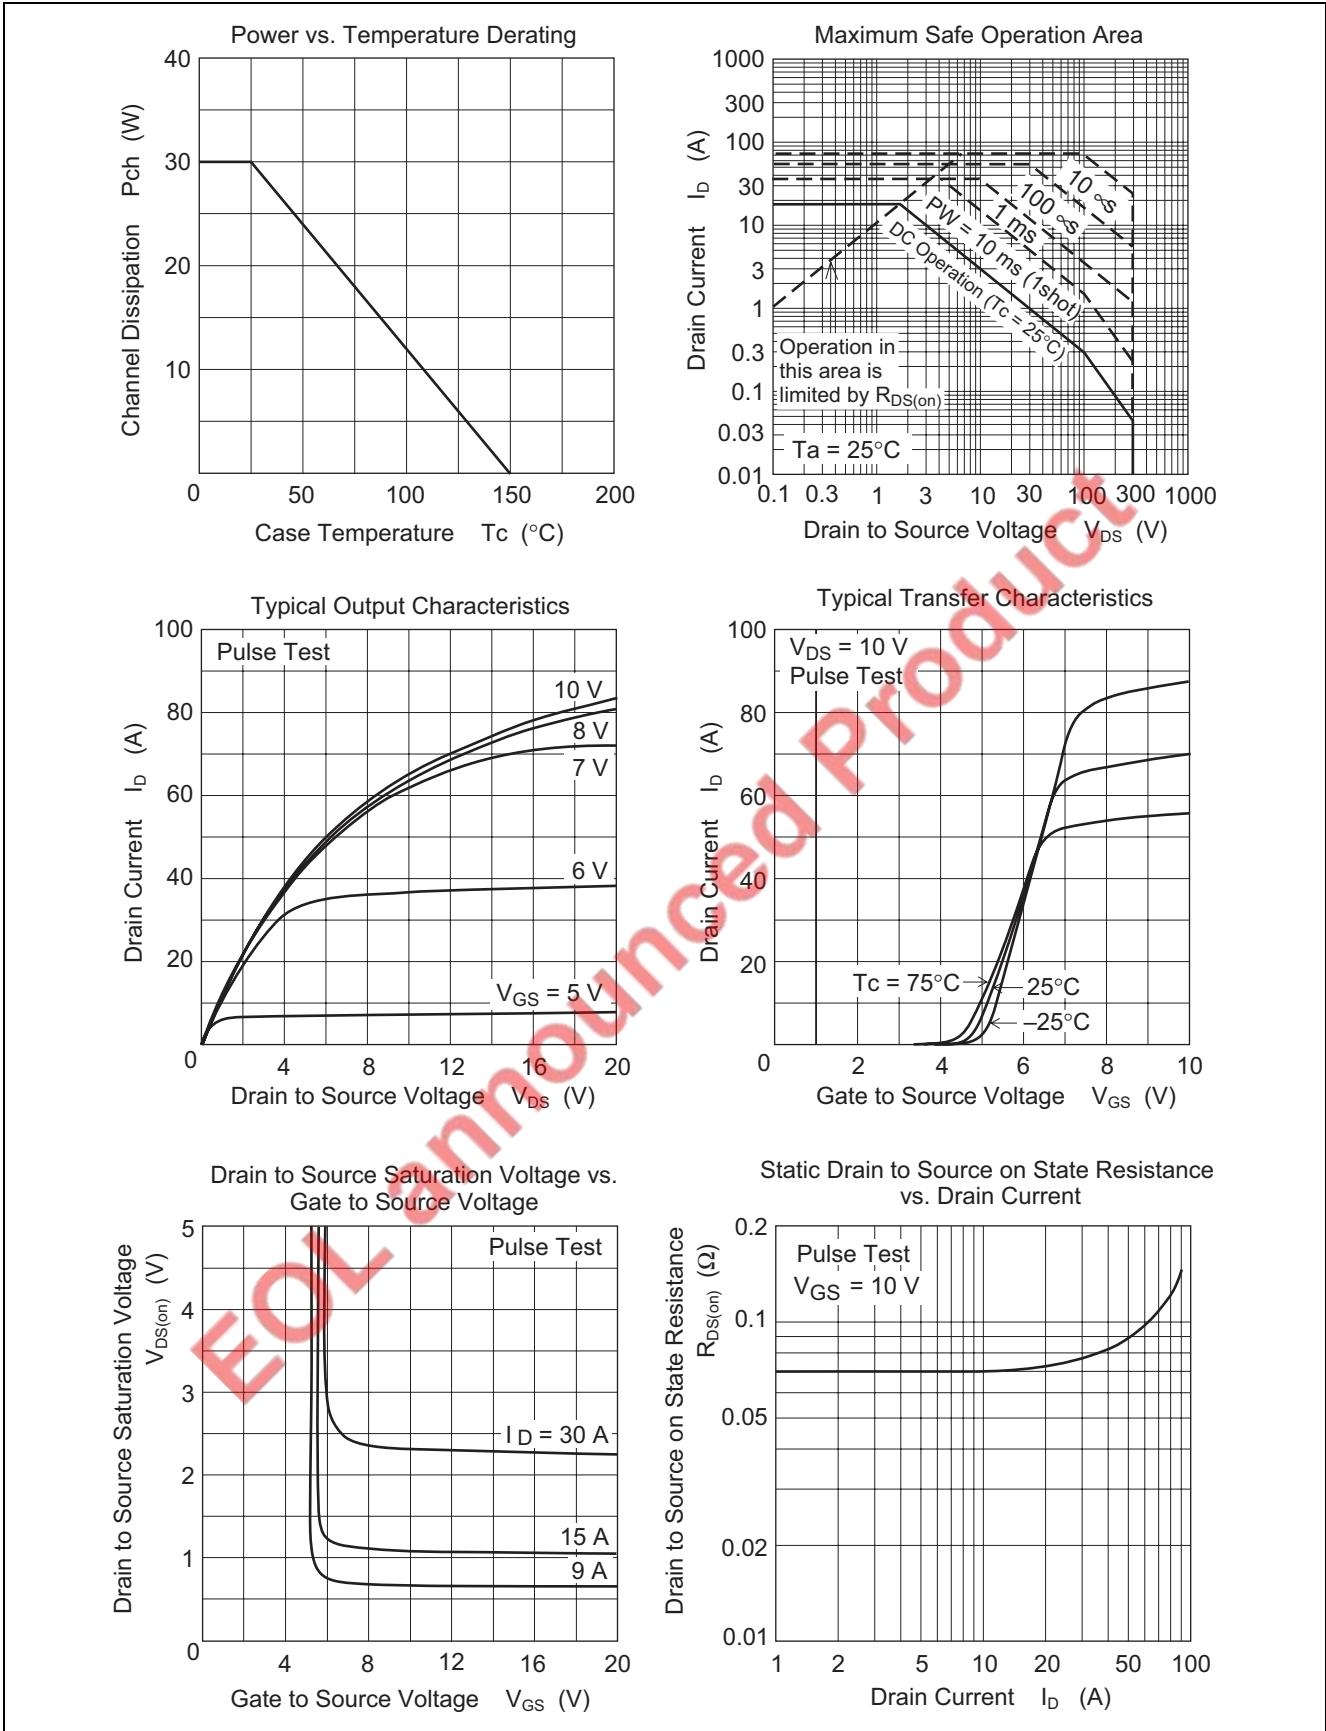 Power vs. Temperature Derating
40
30
20
10
0
50
100
150
200
Channel Dissipation Pch (W)
Case Temperature Tc (°C)
Maximum Safe Operation Area
1000
300
100
30
10
3
1
0.3
0.1
0.03
0.01
0.1 0.3 1 3 10 30 100 300 1000
Drain Current ID (A)
10 ∝s
100 ∝s
1 ms
PW = 10 ms (1shot)
DC Operation (Tc = 25°C)
Operation in
this area is
limited by RDS(on)
Ta = 25°C
Drain to Source Voltage VDS (V)
Typical Output Characteristics
100
80
60
40
20
0
4
8
12
16
20
Pulse Test
10 V
8 V
7 V
6 V
VGS = 5 V
Drain Current ID (A)
Drain to Source Voltage VDS (V)
Typical Transfer Characteristics
100
80
60
40
20
0
2
4
6
8
10
VDS = 10 V
Pulse Test
Tc = 75°C
25°C
–25°C
Drain Current ID (A)
Gate to Source Voltage VGS (V)
Drain to Source Saturation Voltage vs.
Gate to Source Voltage
5
4
3
2
1
0
4
8
12
16
20
Pulse Test
I D = 30 A
15 A
9 A
Drain to Source Saturation Voltage
VDS(on) (V)
Gate to Source Voltage VGS (V)
Static Drain to Source on State Resistance
vs. Drain Current
0.2
0.1
0.05
0.02
0.01
1
2
5
10
20
50
100
Pulse Test
VGS = 10 V
Drain to Source on State Resistance
RDS(on) (Ω)
Drain Current ID (A)
EOL announced Product